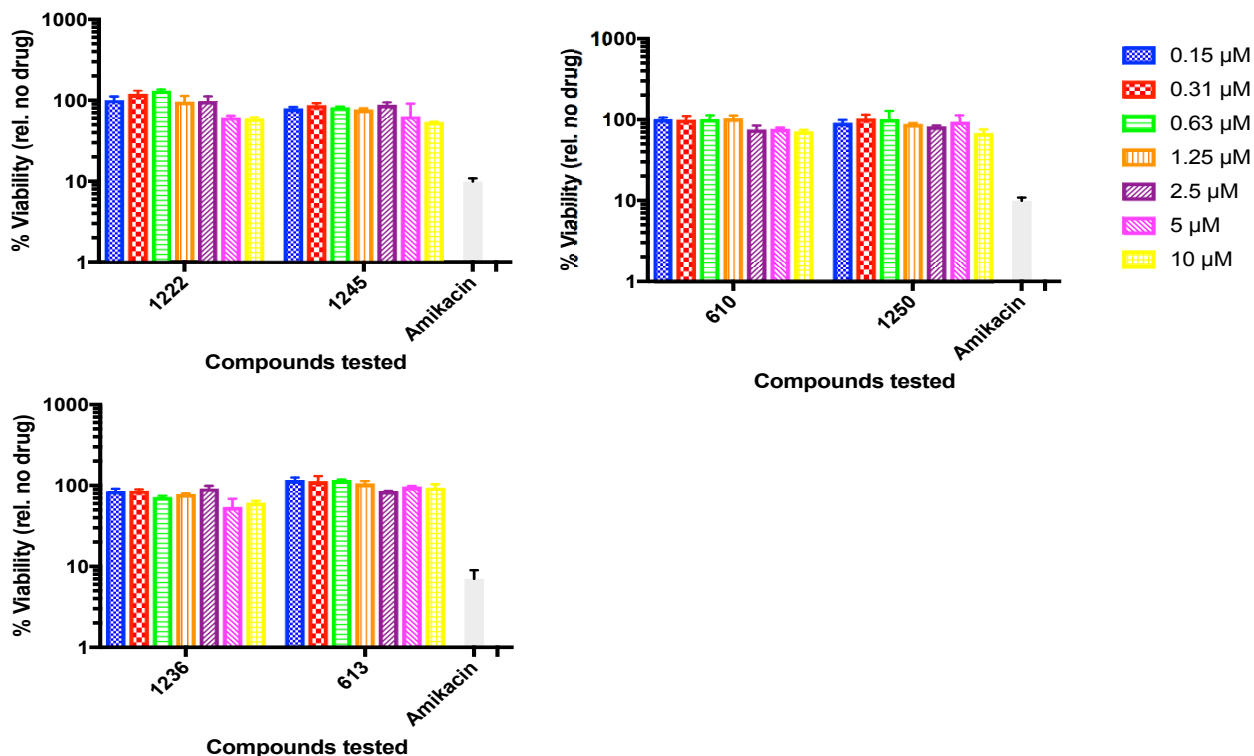 % Viability (rel. no drug)
1000
100
10
1
1222
1245
Amikacin
Compounds tested
% Viability (rel. no drug)
1000
100
10
1
610
1250
Amikacin
Compounds tested
0.15 µM
0.31 µM
0.63 µM
1.25 µM
2.5 µM
5 µM
10 µM
% Viability (rel. no drug)
1000
100
10
1
1236
613
Amikacin
Compounds tested